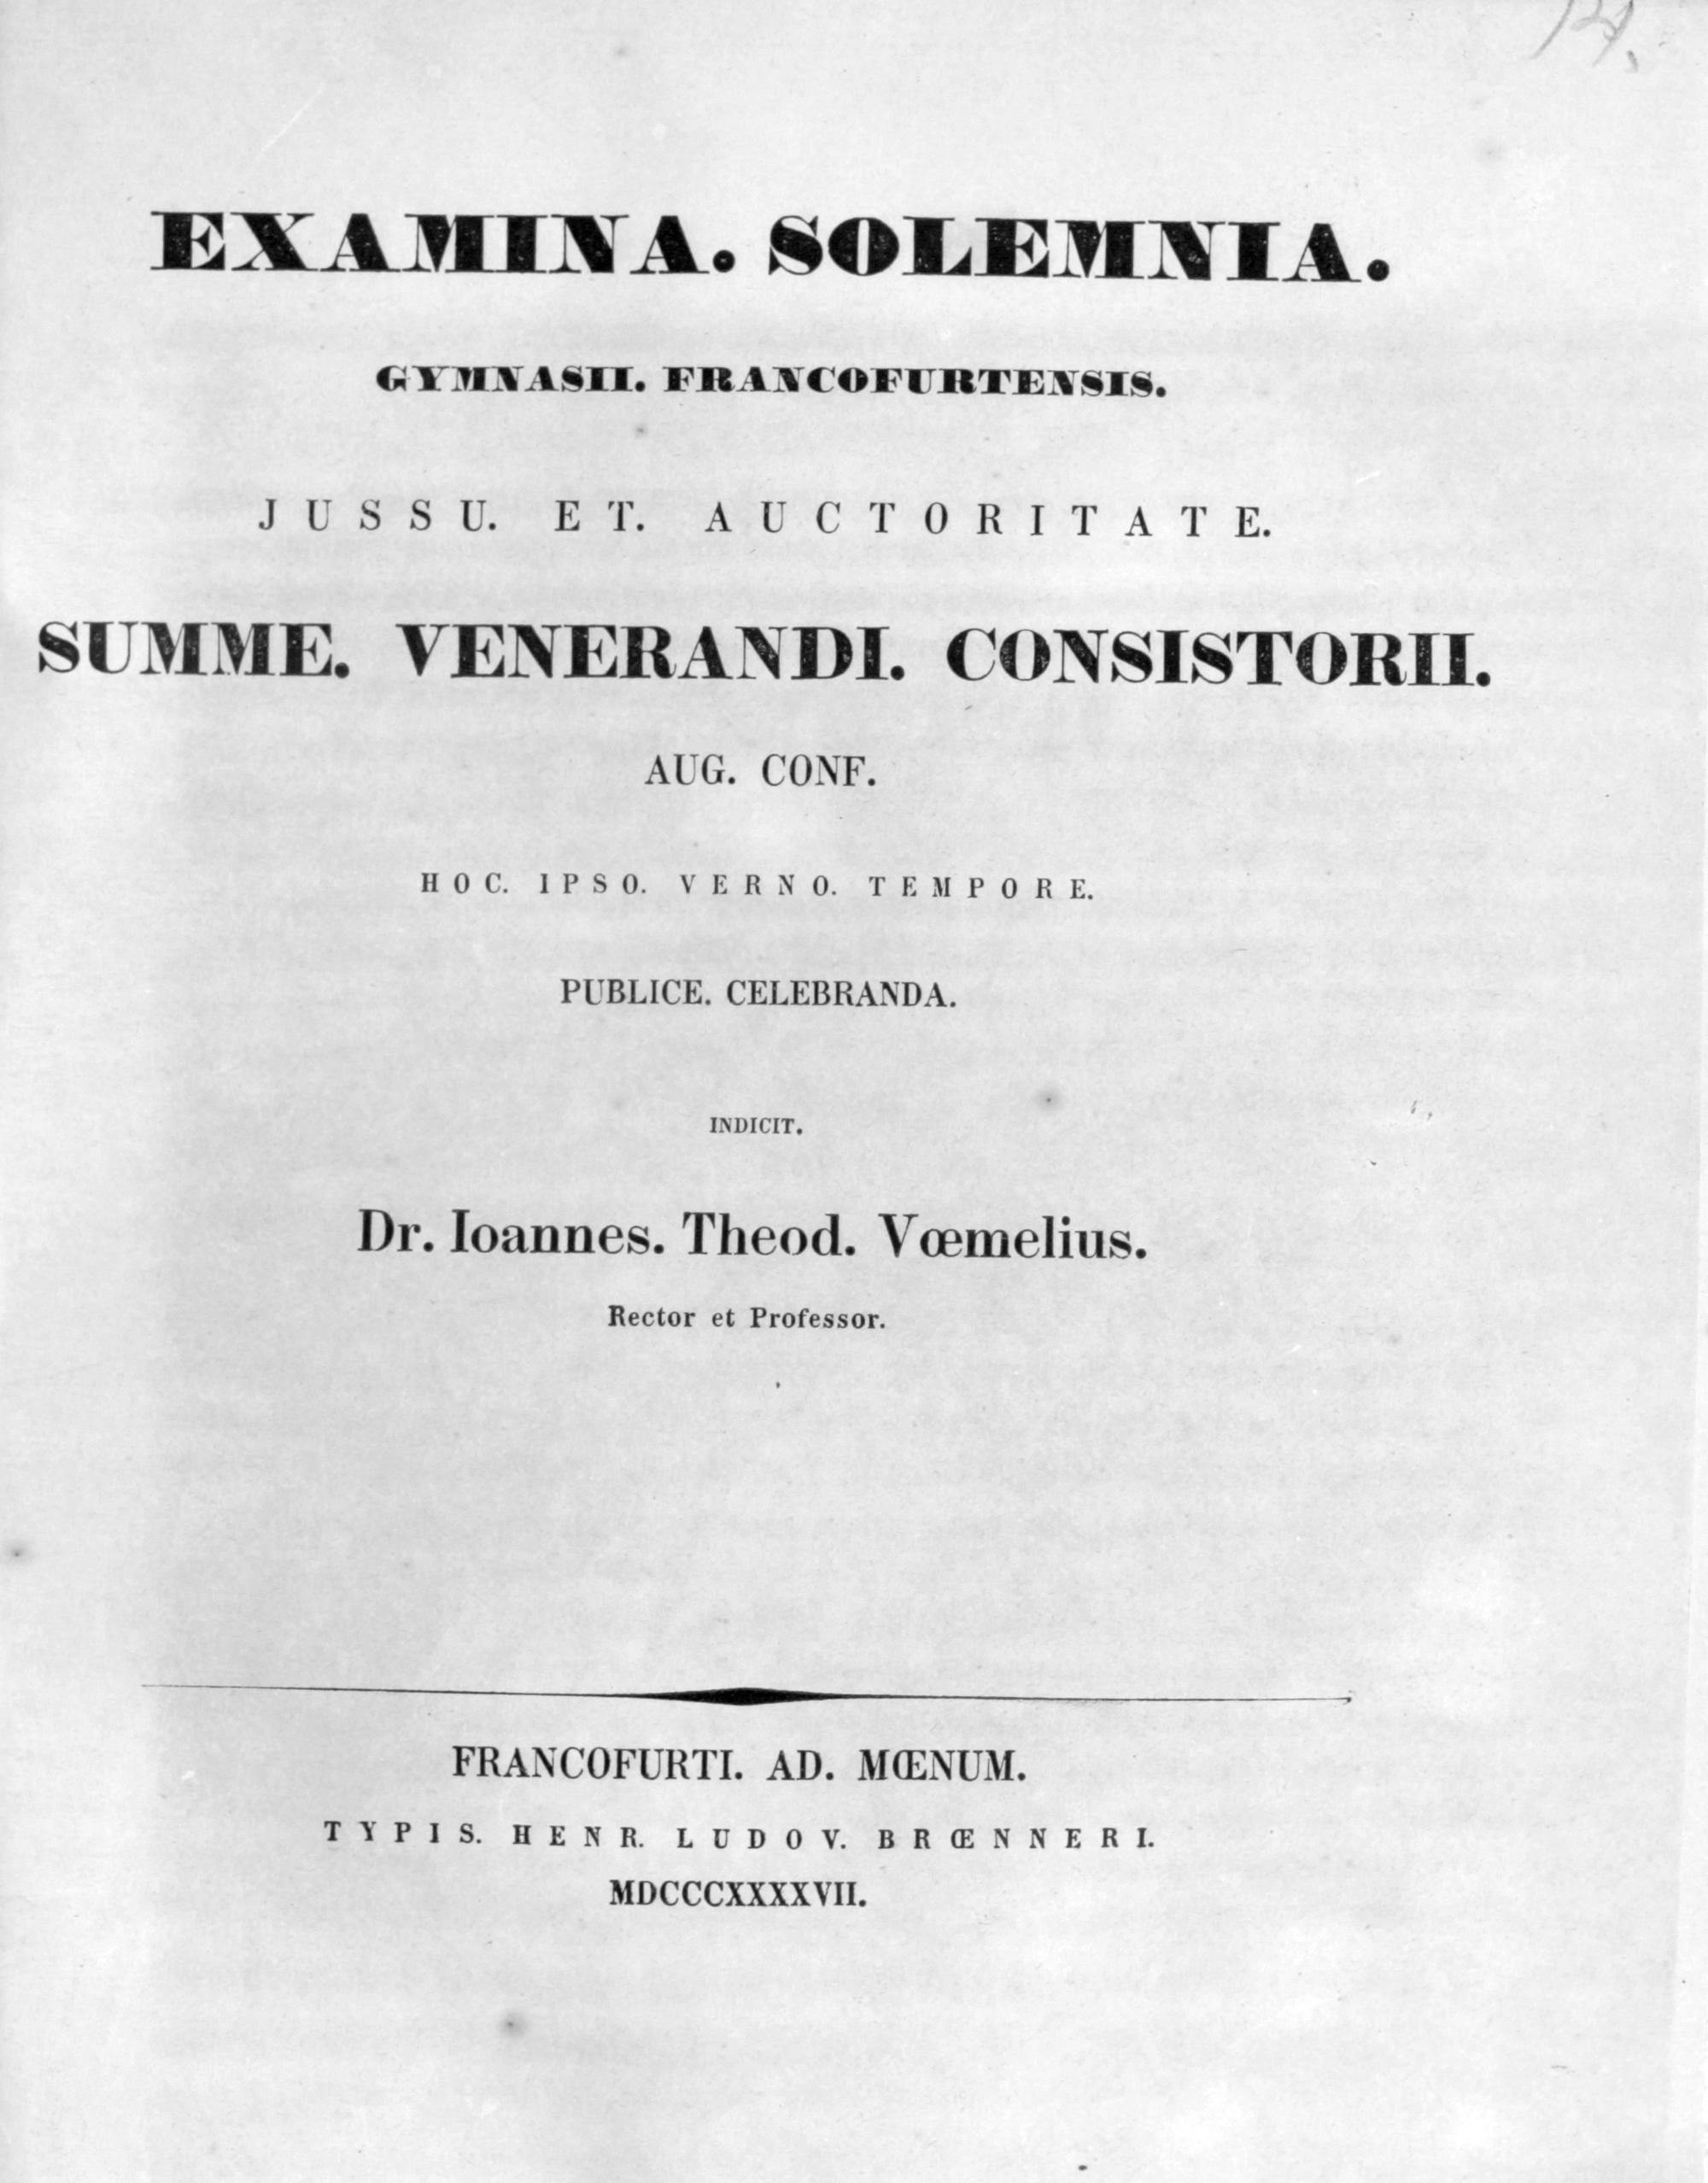 EXAMINA. SOLEMNIA.
GYMNASII. FRANCOFURTENSIS.
JUSSU. ET. AUCTORITATE.
SUMME. VENERANDI. CONSISTORII.
AUG. CONF.
HOC. IPSO. VERNO. TEMPORE.
PUBLICE. CELEBRANDA.
INDICIT.
Dr. Ioannes. Theod. Vœmelius.
Rector et Professor.
FRANCOFURTI. AD. MŒNUM.
TYPIS. HENR. LUDOV. BRŒNNERI.
MDCCCXXXXVII.